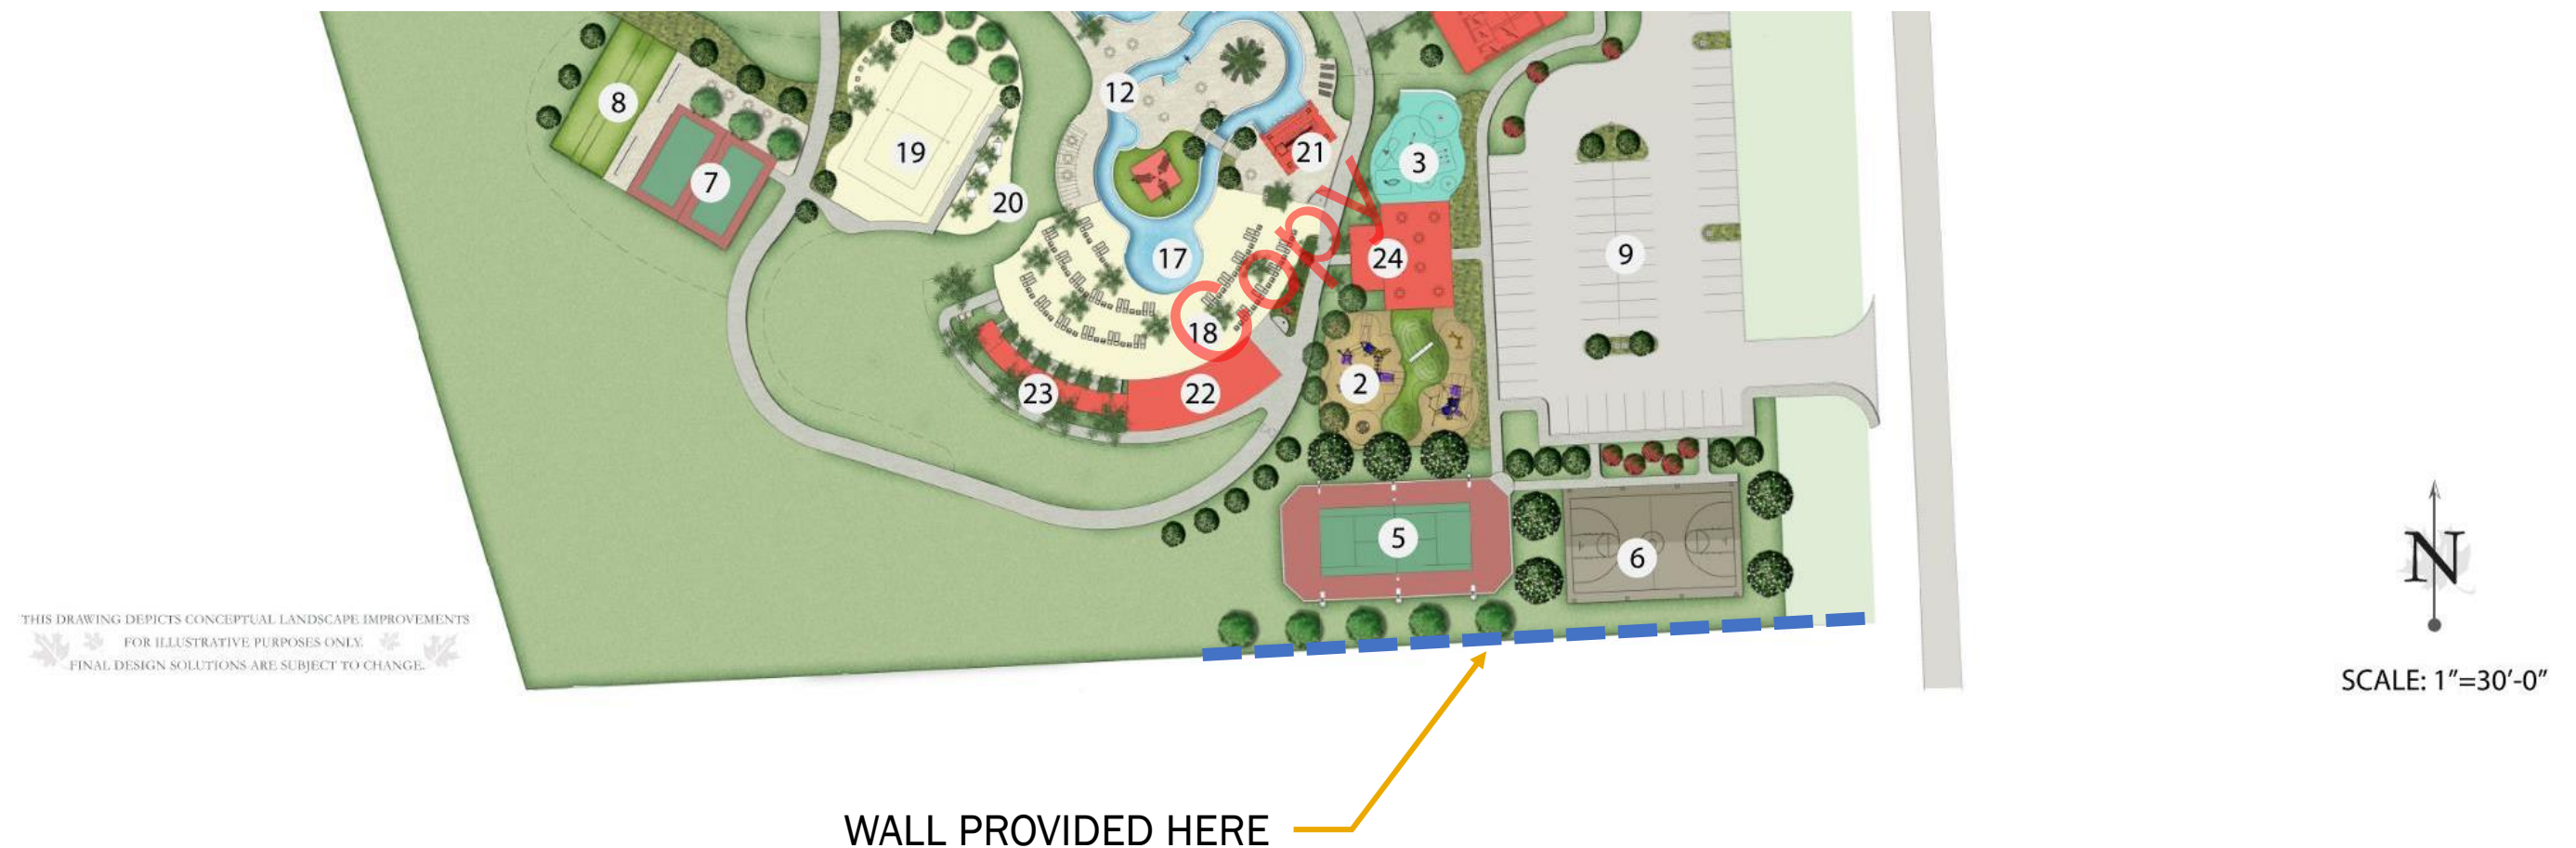 8
12
19
21
3
7
20
9
17
24
Copy
18
2
23
22
5
6
THIS DRAWING DEPICTS CONCEPTUAL LANDSCAPE IMPROVEMENTS
FOR ILLUSTRATIVE PURPOSES ONLY.
FINAL DESIGN SOLUTIONS ARE SUBJECT TO CHANGE.
N
SCALE: 1"=30'-0"
WALL PROVIDED HERE